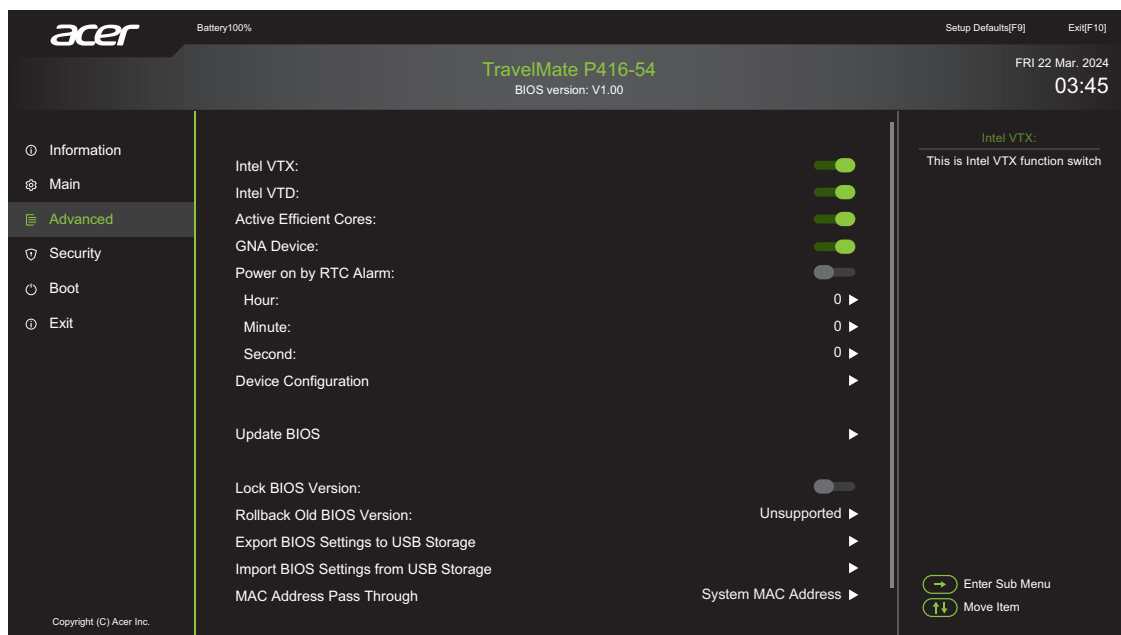 acer
Battery100%
Setup Defaults[F9] Exit[F10]
TravelMate P416-54
BIOS version: V1.00
FRI 22 Mar. 2024
03:45
Information
Main
Advanced
Security
Boot
Exit
Intel VTX:
Intel VTD:
Active Efficient Cores:
GNA Device:
Power on by RTC Alarm:
Hour: 0
Minute: 0
Second: 0
Device Configuration
Update BIOS
Lock BIOS Version:
Rollback Old BIOS Version: Unsupported
Export BIOS Settings to USB Storage
Import BIOS Settings from USB Storage
MAC Address Pass Through System MAC Address
Intel VTX:
This is Intel VTX function switch
Enter Sub Menu
Move Item
Copyright (C) Acer Inc.